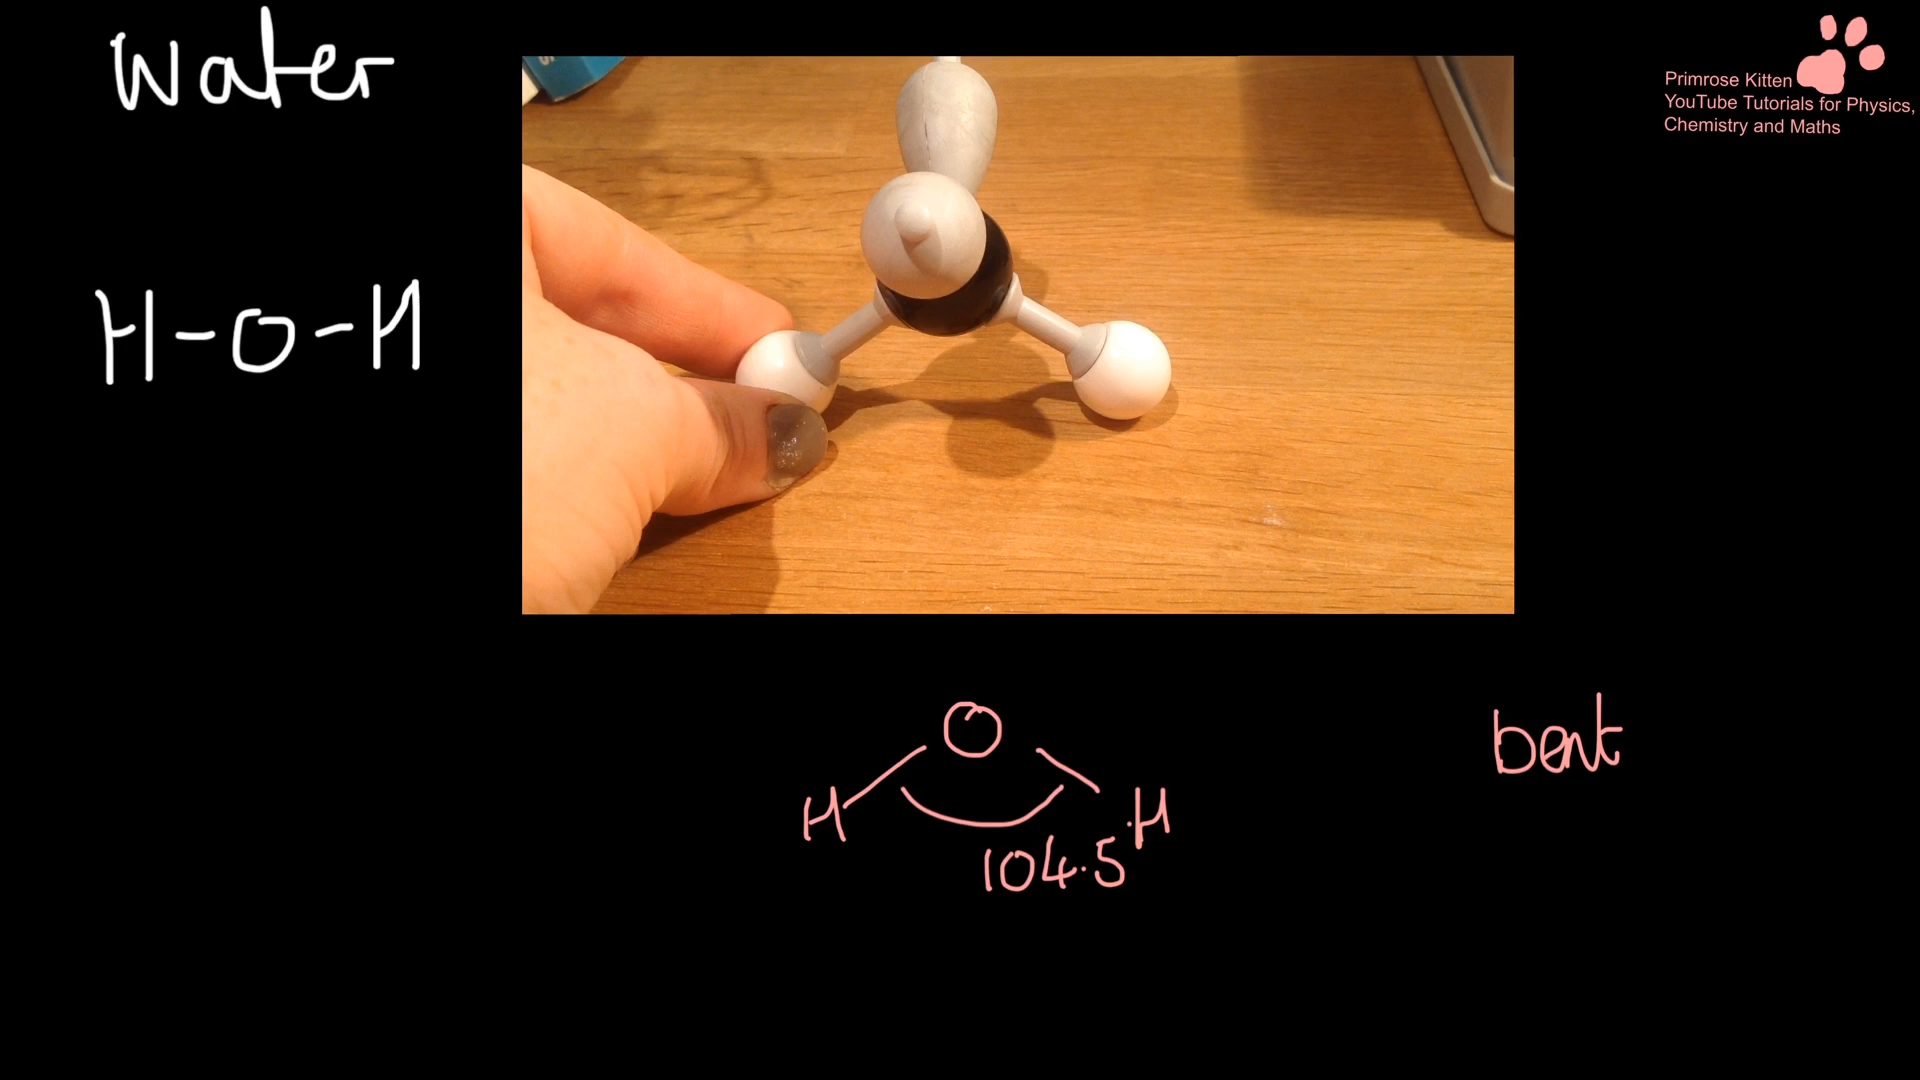 Water
Primrose Kitten
YouTube Tutorials for Physics,
Chemistry and Maths
H-O-H
O
bent
H H
104.5